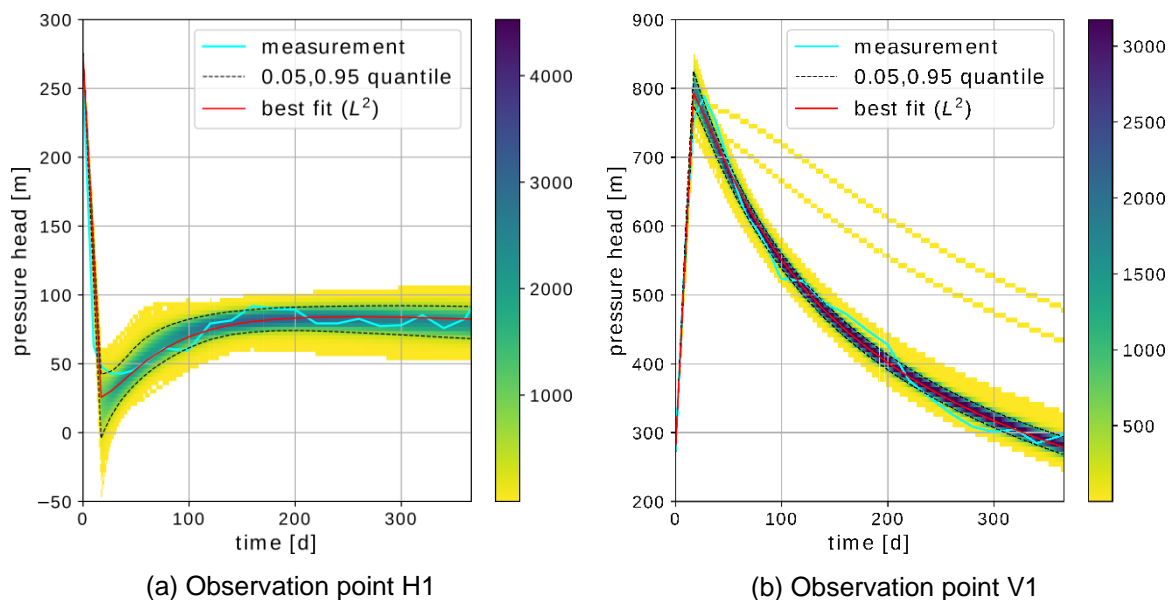 300
250
200
150
100
50
0
−50
pressure head [m]
0
100
200
300
time [d]
measurement
0.05,0.95 quantile
best fit (L²)
4000
3000
2000
1000
(a) Observation point H1
900
800
700
600
500
400
300
200
pressure head [m]
0
100
200
300
time [d]
measurement
0.05,0.95 quantile
best fit (L²)
3000
2500
2000
1500
1000
500
(b) Observation point V1